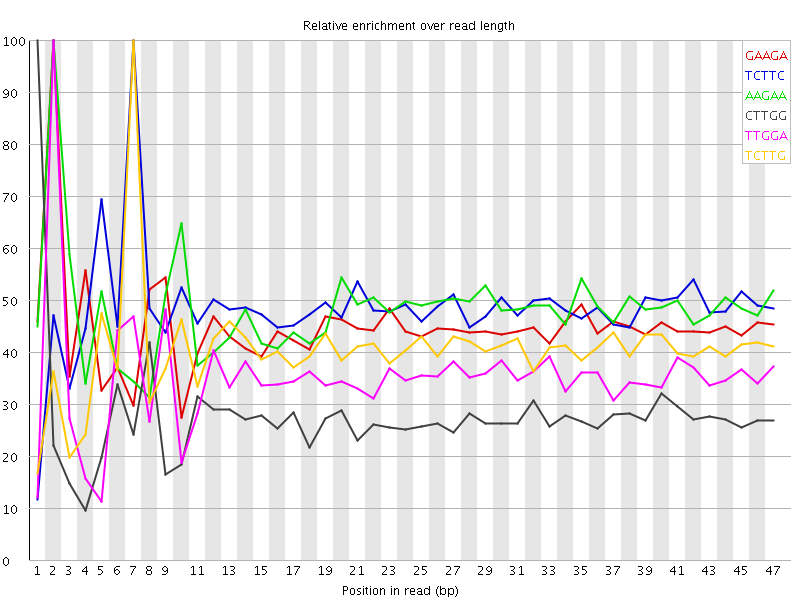 Relative enrichment over read length
100
90
80
70
60
50
40
30
20
10
0
GAAGA
TCTTC
AAGAA
CTTGG
TTGGA
TCTTG
1 2 3 4 5 6 7 8 9 11 13 15 17 19 21 23 25 27 29 31 33 35 37 39 41 43 45 47
Position in read (bp)